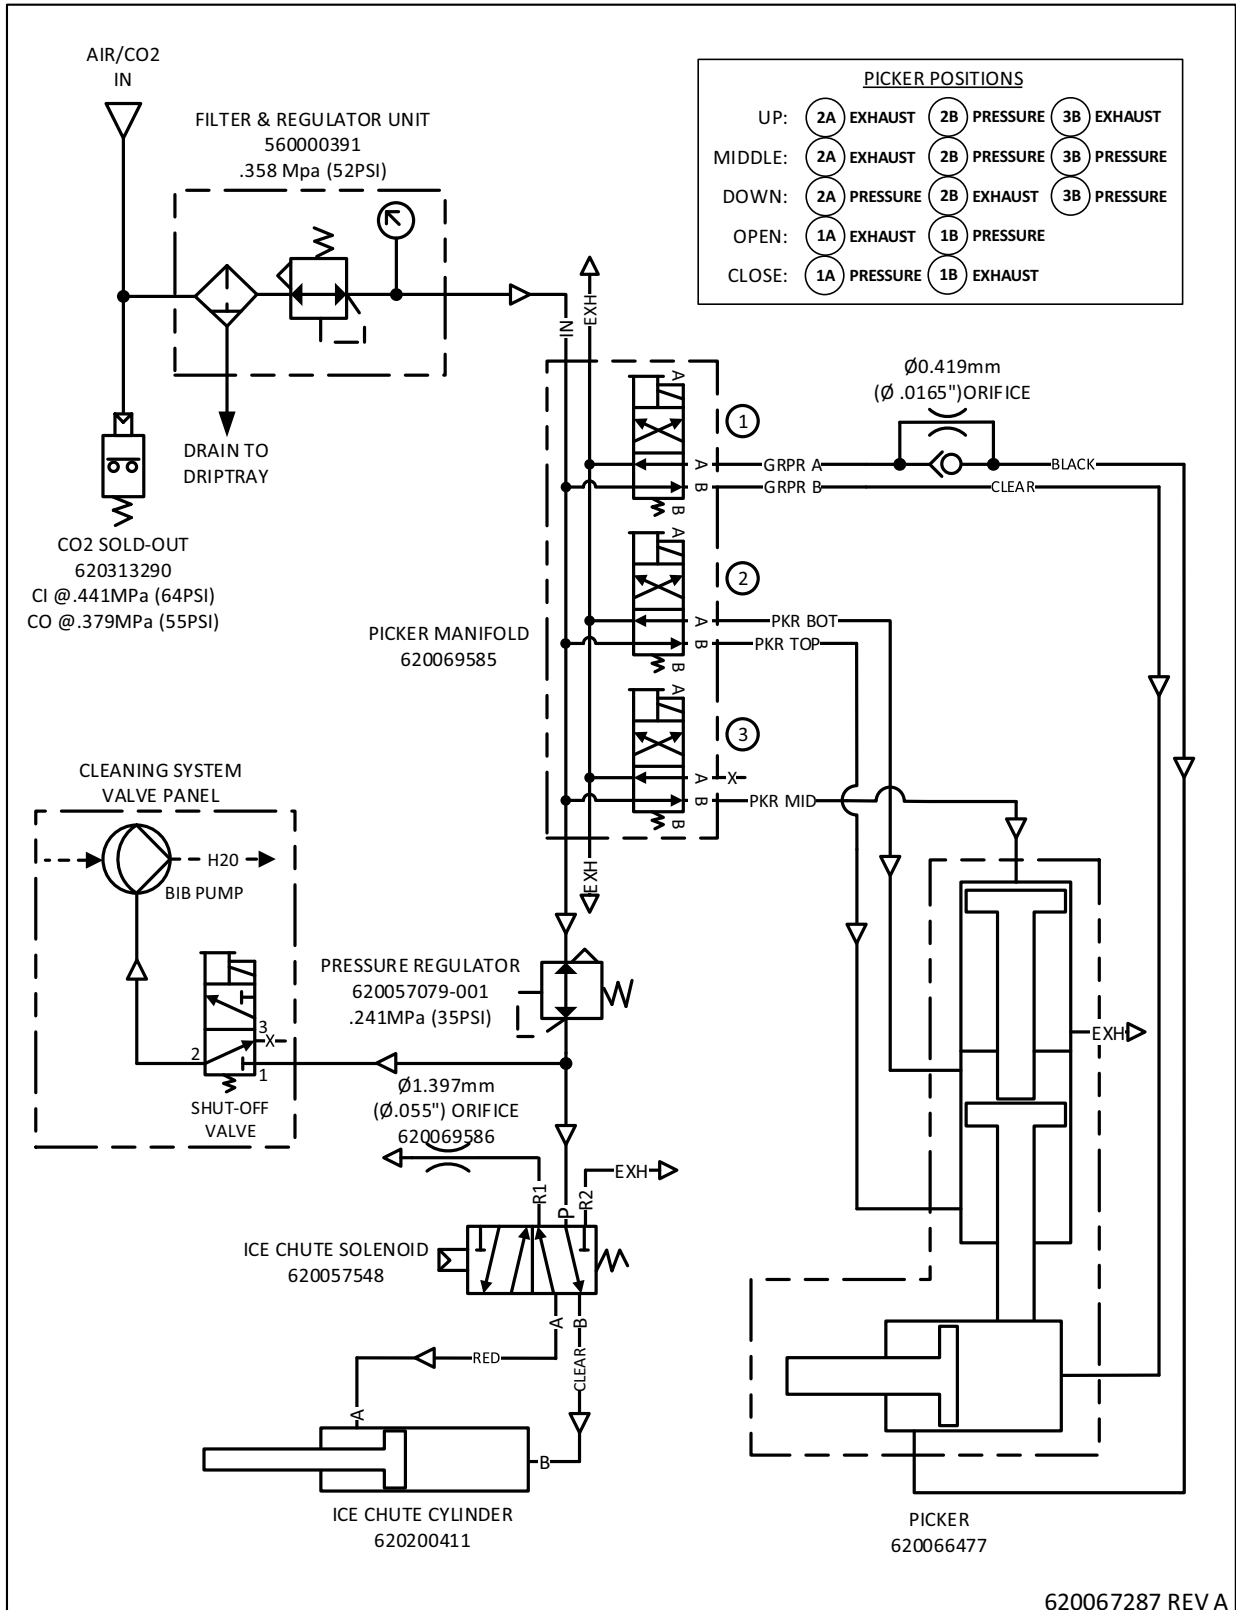 AIR/CO2
IN
FILTER & REGULATOR UNIT
560000391
.358 Mpa (52PSI)
PICKER POSITIONS
UP: 2A EXHAUST 2B PRESSURE 3B EXHAUST
MIDDLE: 2A EXHAUST 2B PRESSURE 3B PRESSURE
DOWN: 2A PRESSURE 2B EXHAUST 3B PRESSURE
OPEN: 1A EXHAUST 1B PRESSURE
CLOSE: 1A PRESSURE 1B EXHAUST
IN
EXH
DRAIN TO
DRIPTRAY
CO2 SOLD-OUT
620313290
CI @.441MPa (64PSI)
CO @.379MPa (55PSI)
Ø0.419mm
(Ø .0165") ORIFICE
A
1
A GRPR A BLACK
B GRPR B CLEAR
B
A
2
A PKR BOT
B PKR TOP
B
PICKER MANIFOLD
620069585
A
3
A X
B PKR MID
B
EXH
CLEANING SYSTEM
VALVE PANEL
H20
BIB PUMP
3
X
2
1
SHUT-OFF
VALVE
PRESSURE REGULATOR
620057079-001
.241MPa (35PSI)
EXH
Ø1.397mm
(Ø.055") ORIFICE
620069586
R1
P
R2
EXH
ICE CHUTE SOLENOID
620057548
A
B
RED
CLEAR
A
B
ICE CHUTE CYLINDER
620200411
PICKER
620066477
620067287 REV A